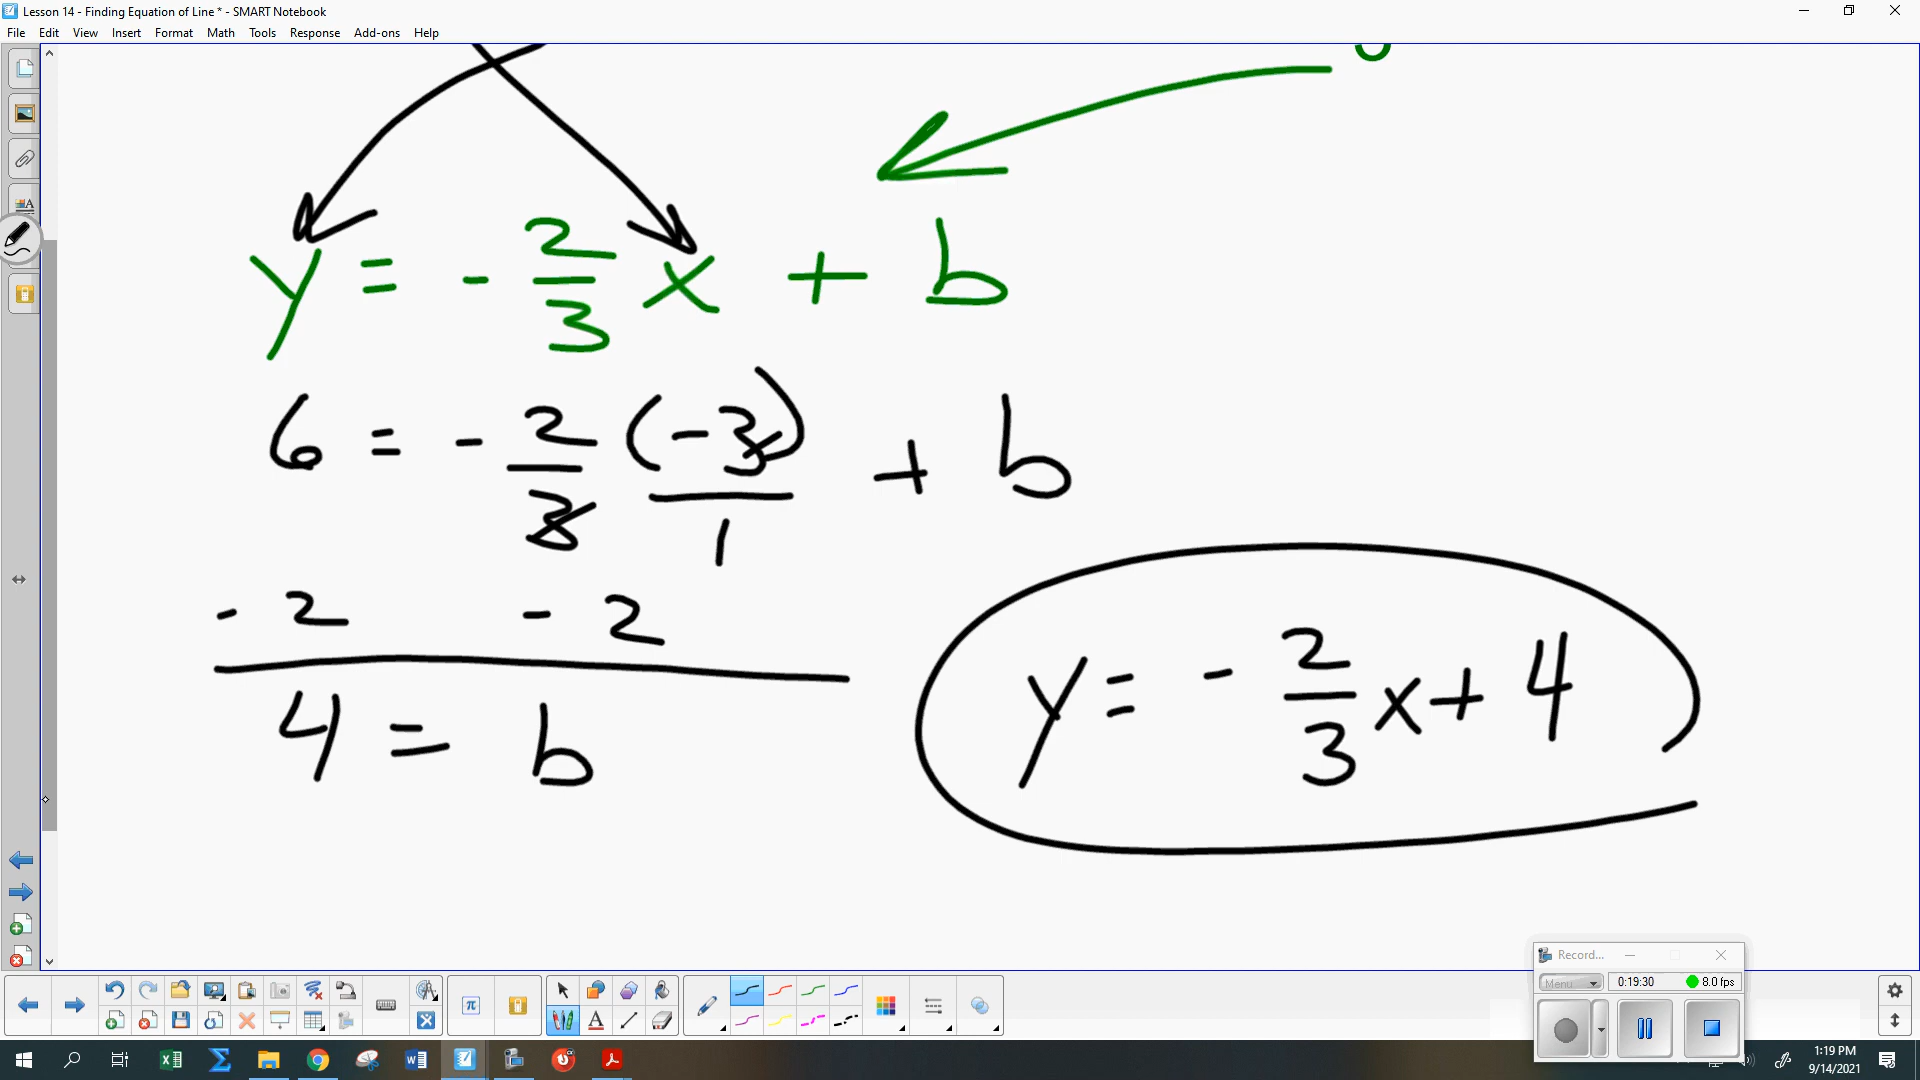 Lesson 14 - Finding Equation of Line * - SMART Notebook
File Edit View Insert Format Math Tools Response Add-ons Help
y = - 2/3 x + b
6 = - 2/3 (-3)/1 + b
- 2 - 2
4 = b
y = - 2/3 x + 4
Record...
Menu 0:19:30 8.0 fps
1:19 PM
9/14/2021